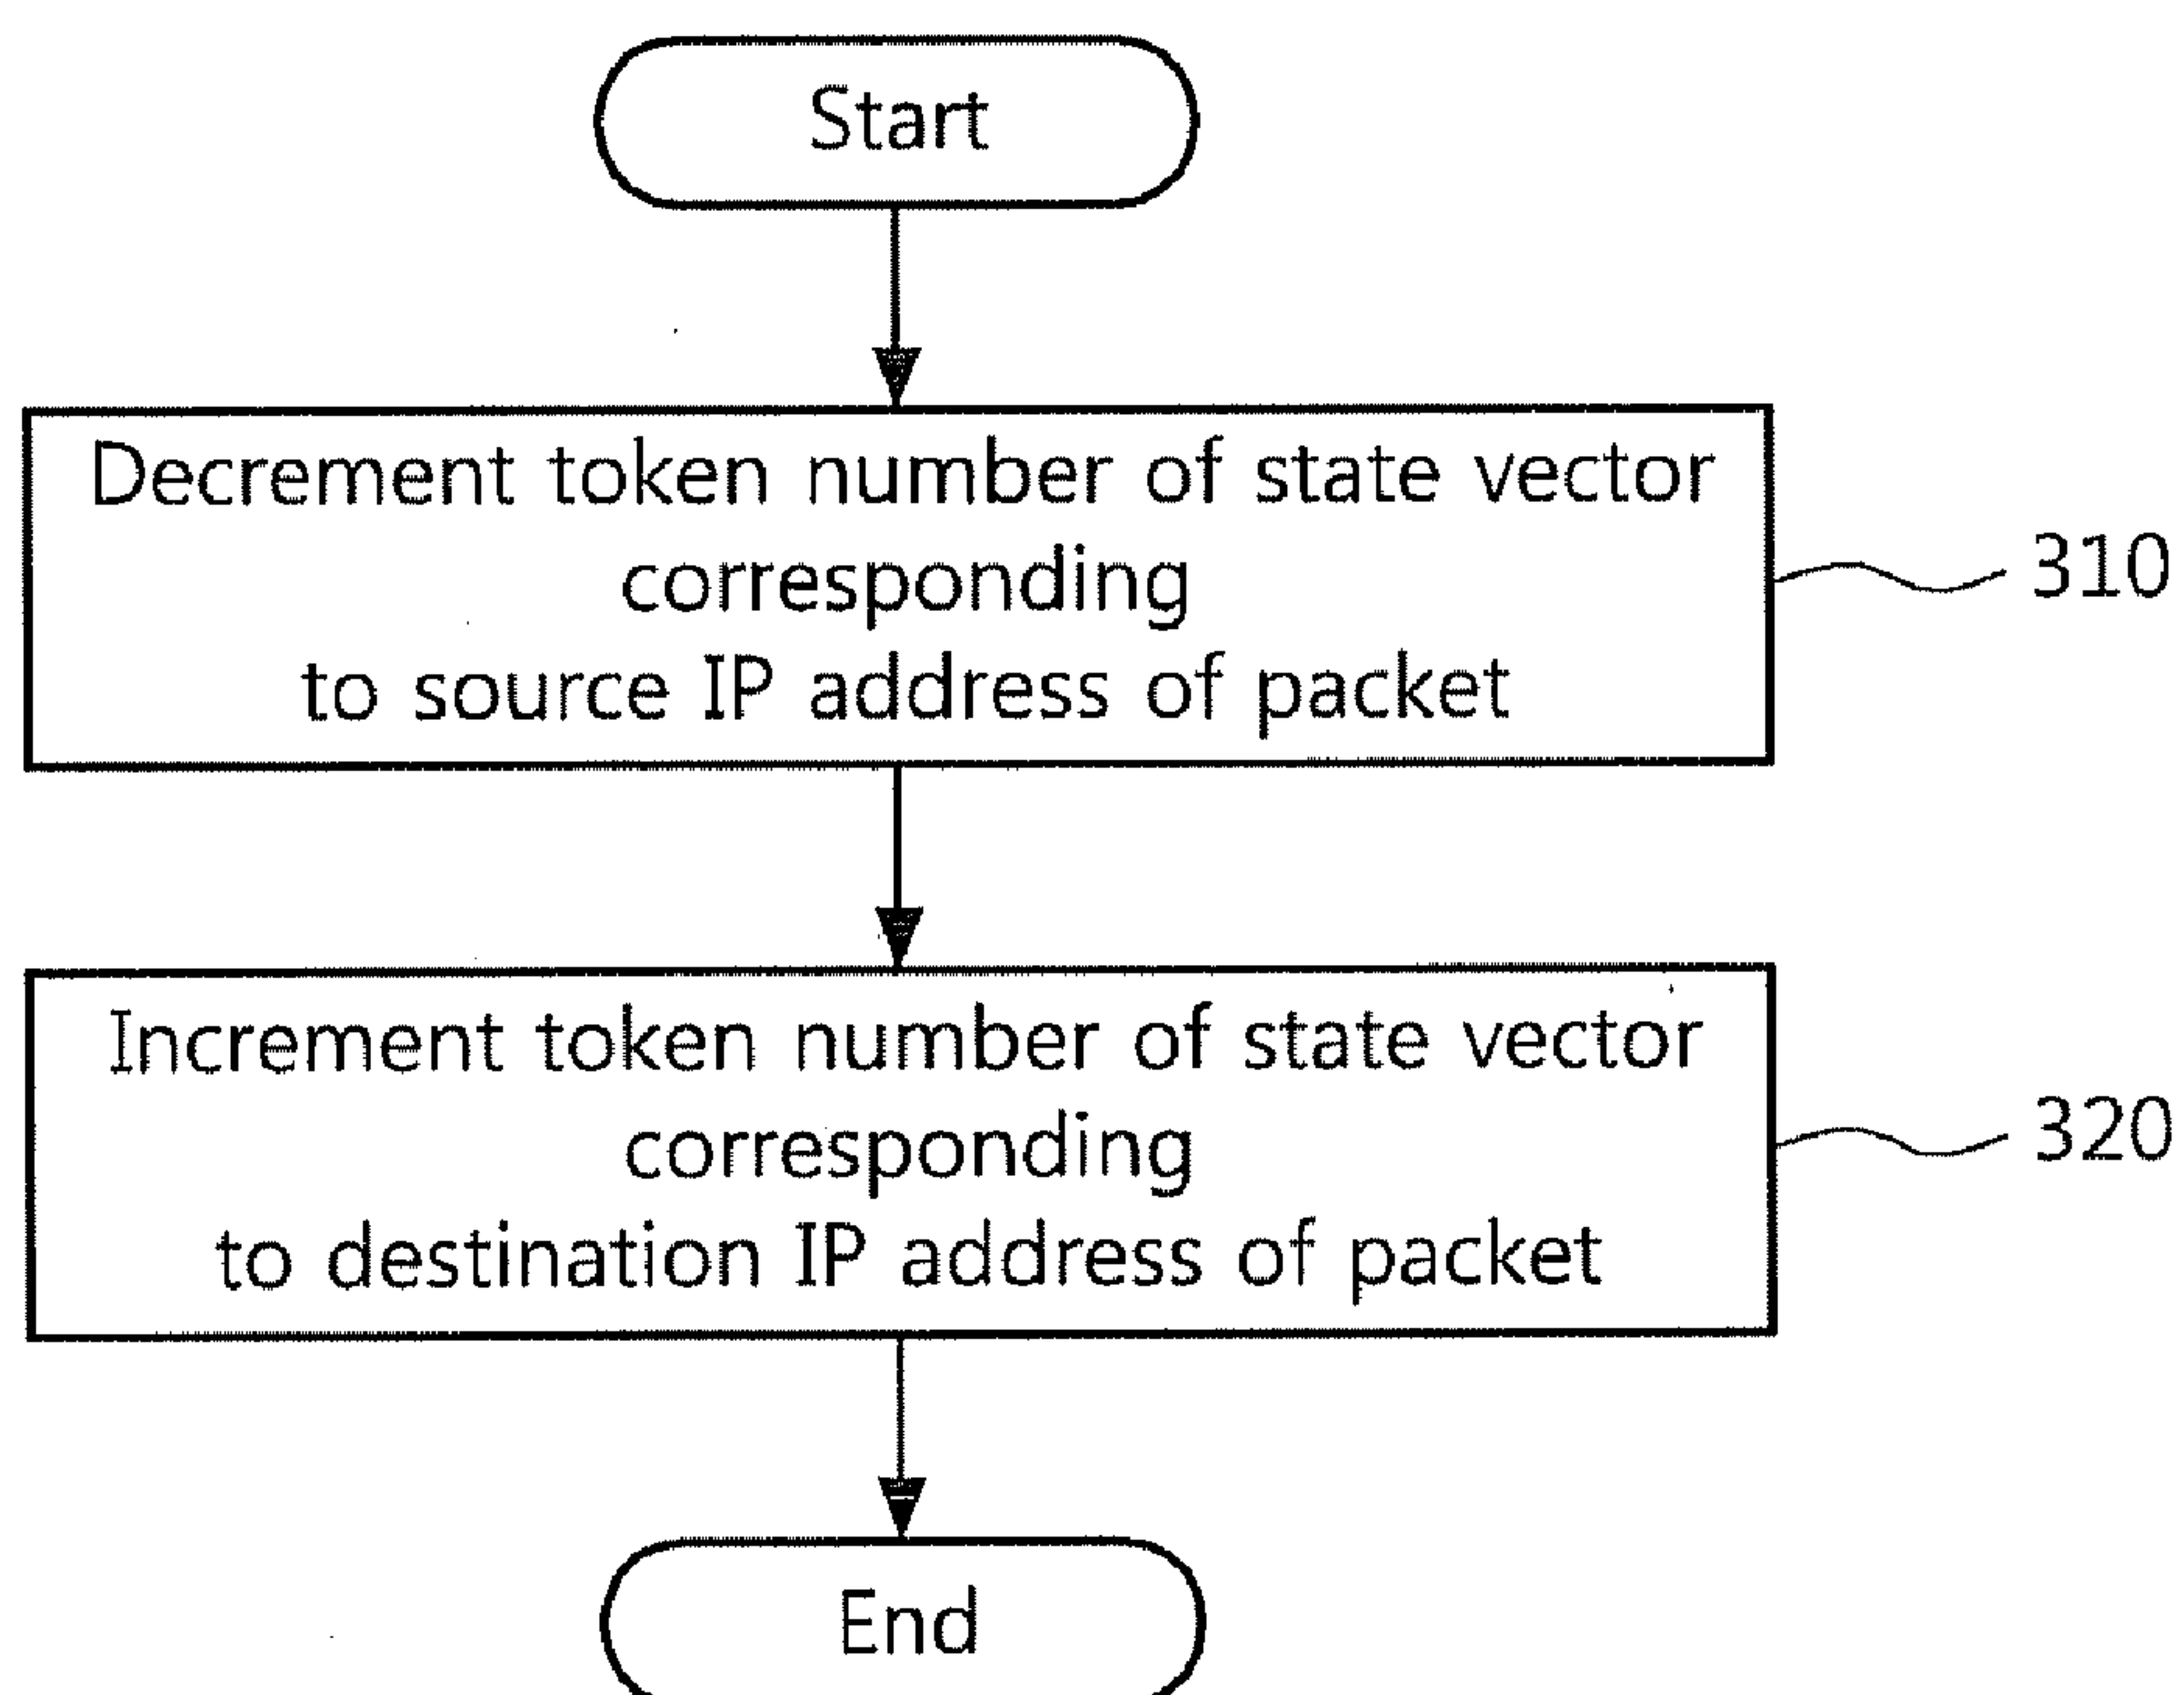 Start
Decrement token number of state vector
corresponding
to source IP address of packet
310
Increment token number of state vector
corresponding
to destination IP address of packet
320
End